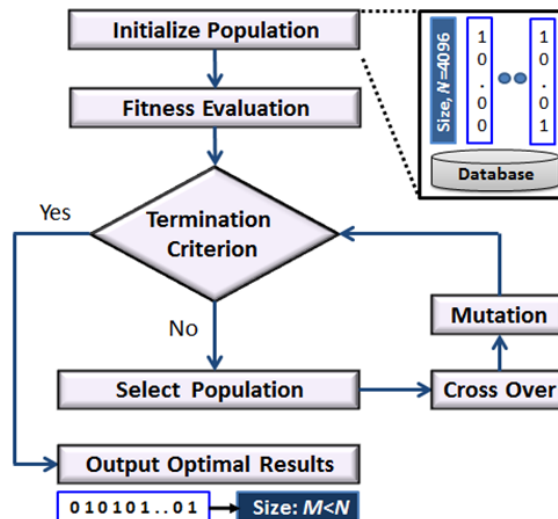 Initialize Population
Size, N=4096
1
0
.
0
0
1
0
.
0
1
Database
Fitness Evaluation
Termination
Criterion
Yes
No
Mutation
Select Population
Cross Over
Output Optimal Results
010101..01
Size: M<N